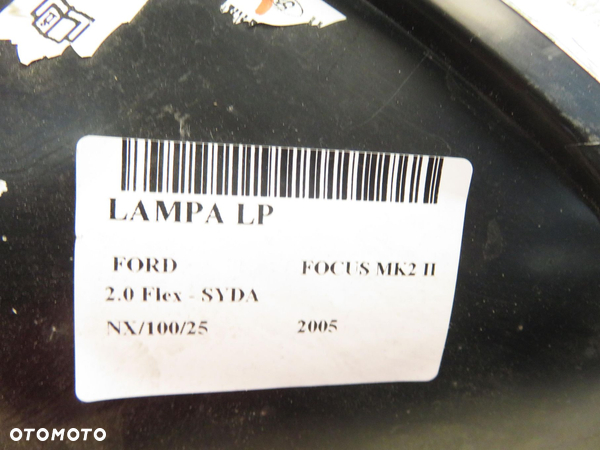 LAMPA LP
FORD FOCUS MK2 II
2.0 Flex - SYDA
NX/100/25 2005
OTOMOTO